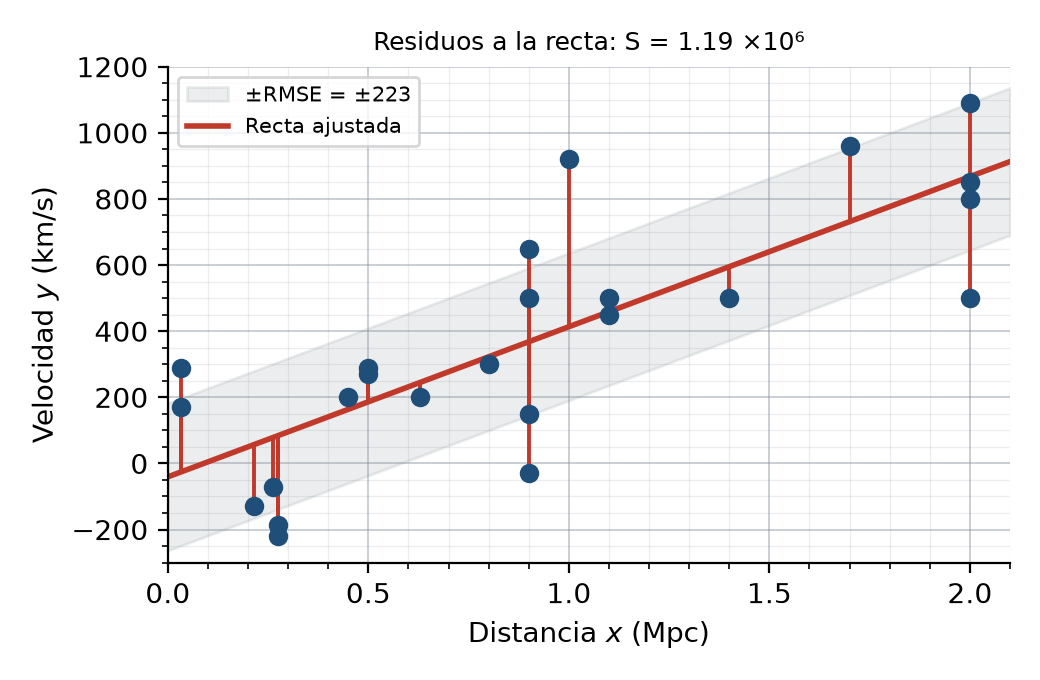 Residuos a la recta: S = 1.19 ×10⁶
±RMSE = ±223
Recta ajustada
Velocidad y (km/s)
1200
1000
800
600
400
200
0
−200
0.0 0.5 1.0 1.5 2.0
Distancia x (Mpc)